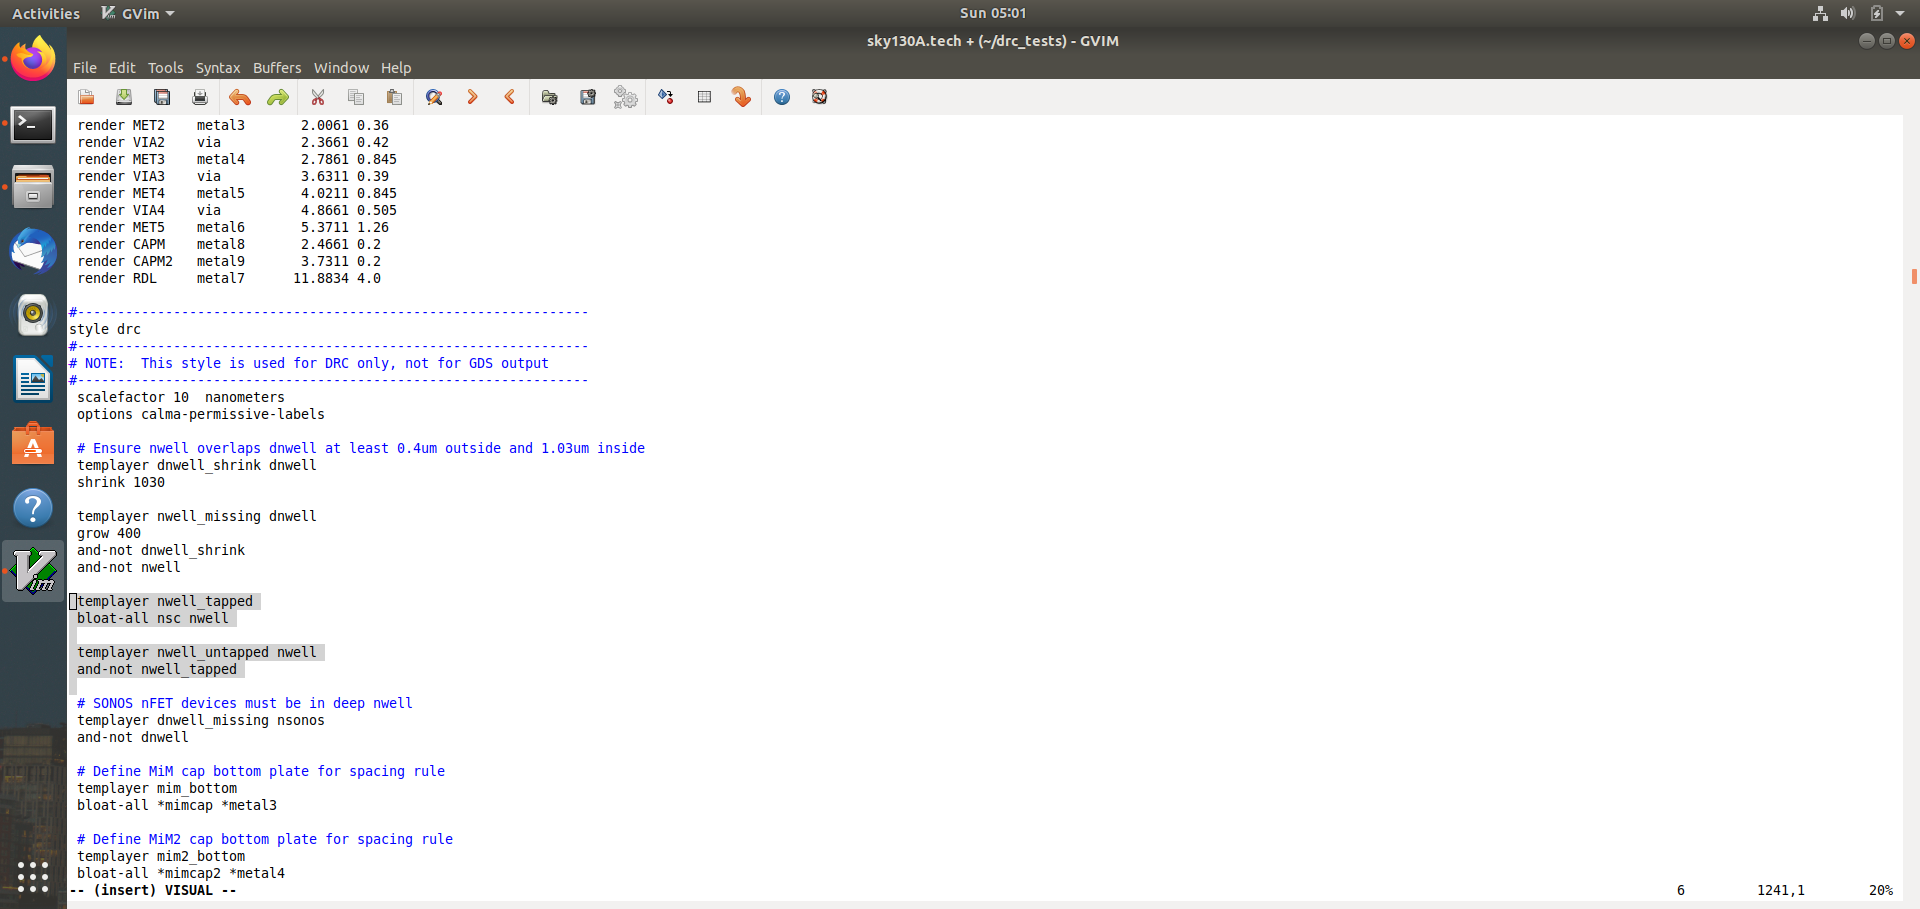 Activities GVim Sun 05:01
sky130A.tech + (~/drc_tests) - GVIM
File Edit Tools Syntax Buffers Window Help
render MET2 metal3 2.0061 0.36
render VIA2 via 2.3661 0.42
render MET3 metal4 2.7861 0.845
render VIA3 via 3.6311 0.39
render MET4 metal5 4.0211 0.845
render VIA4 via 4.8661 0.505
render MET5 metal6 5.3711 1.26
render CAPM metal8 2.4661 0.2
render CAPM2 metal9 3.7311 0.2
render RDL metal7 11.8834 4.0
#----------------------------------------------------------------
style drc
#----------------------------------------------------------------
# NOTE:  This style is used for DRC only, not for GDS output
#----------------------------------------------------------------
scalefactor 10  nanometers
options calma-permissive-labels
# Ensure nwell overlaps dnwell at least 0.4um outside and 1.03um inside
templayer dnwell_shrink dnwell
shrink 1030
templayer nwell_missing dnwell
grow 400
and-not dnwell_shrink
and-not nwell
templayer nwell_tapped
bloat-all nsc nwell
templayer nwell_untapped nwell
and-not nwell_tapped
# SONOS nFET devices must be in deep nwell
templayer dnwell_missing nsonos
and-not dnwell
# Define MiM cap bottom plate for spacing rule
templayer mim_bottom
bloat-all *mimcap *metal3
# Define MiM2 cap bottom plate for spacing rule
templayer mim2_bottom
bloat-all *mimcap2 *metal4
-- (insert) VISUAL -- 6 1241,1 20%